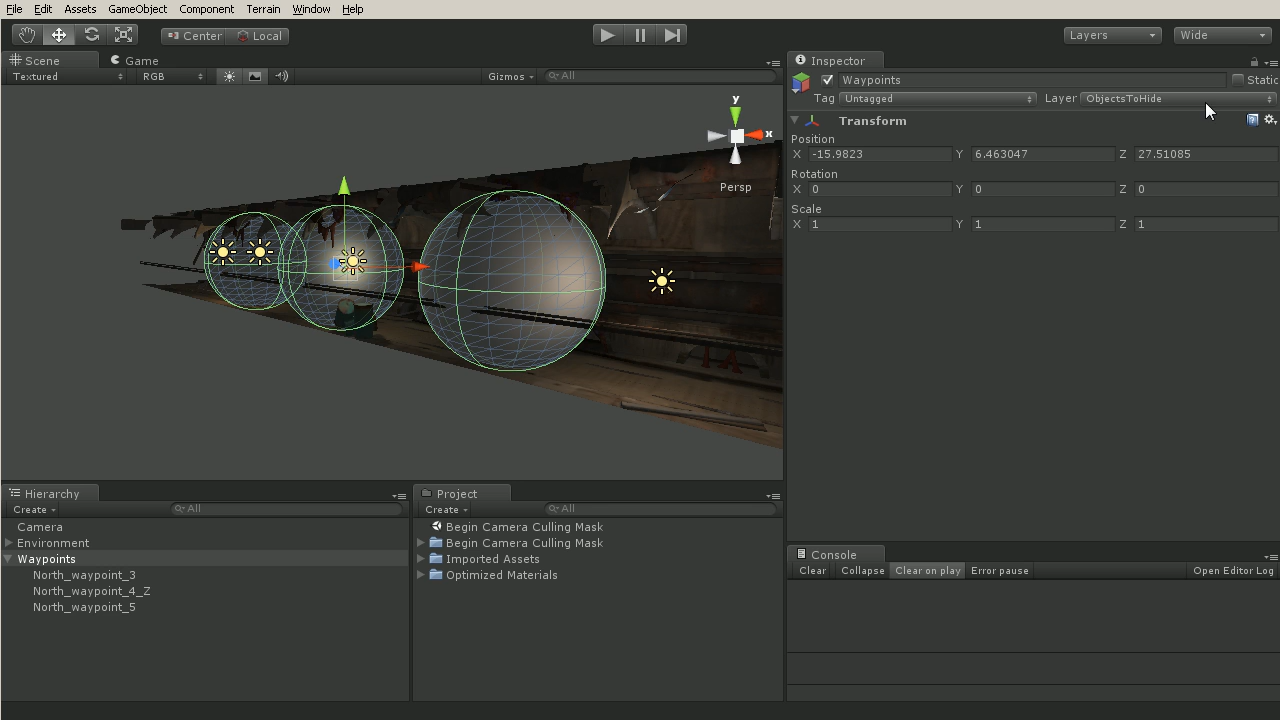 File Edit Assets GameObject Component Terrain Window Help
Center Local Layers Wide
Scene Game
Textured RGB Gizmos All
y
x
Persp
Inspector
Waypoints Static
Tag Untagged Layer ObjectsToHide
Transform
Position
X -15.9823 Y 6.463047 Z 27.51085
Rotation
X 0 Y 0 Z 0
Scale
X 1 Y 1 Z 1
Hierarchy
Create All
Camera
Environment
Waypoints
North_waypoint_3
North_waypoint_4_Z
North_waypoint_5
Project
Create All
Begin Camera Culling Mask
Begin Camera Culling Mask
Imported Assets
Optimized Materials
Console
Clear Collapse Clear on play Error pause Open Editor Log